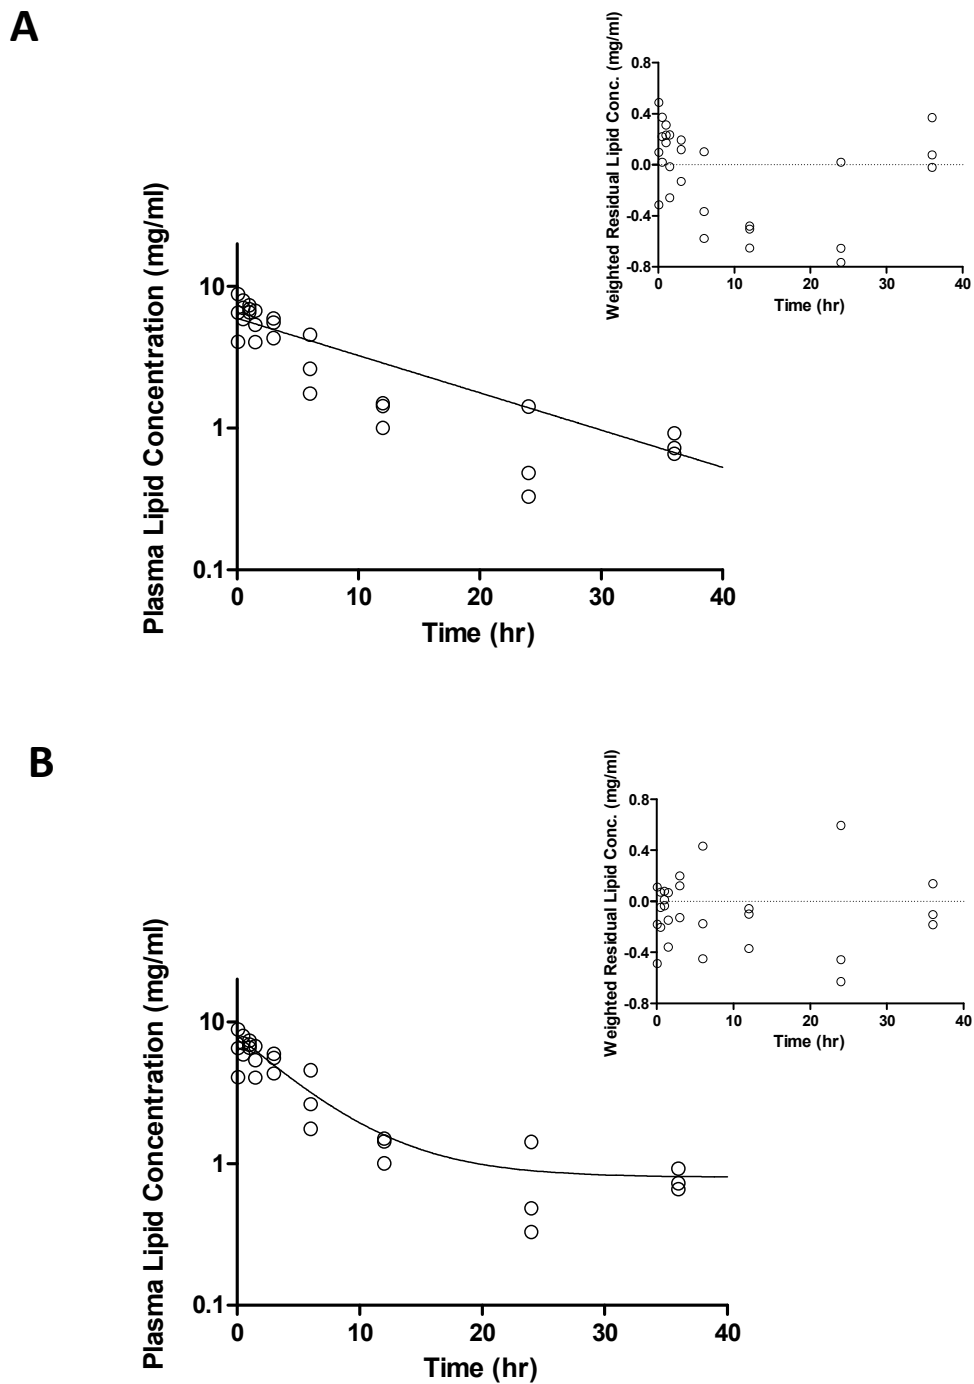 A
Weighted Residual Lipid Conc. (mg/ml)
0.8
0.4
0.0
-0.4
-0.8
0 10 20 30 40
Time (hr)
Plasma Lipid Concentration (mg/ml)
10
1
0.1
0 10 20 30 40
Time (hr)
B
Weighted Residual Lipid Conc. (mg/ml)
0.8
0.4
0.0
-0.4
-0.8
0 10 20 30 40
Time (hr)
Plasma Lipid Concentration (mg/ml)
10
1
0.1
0 10 20 30 40
Time (hr)